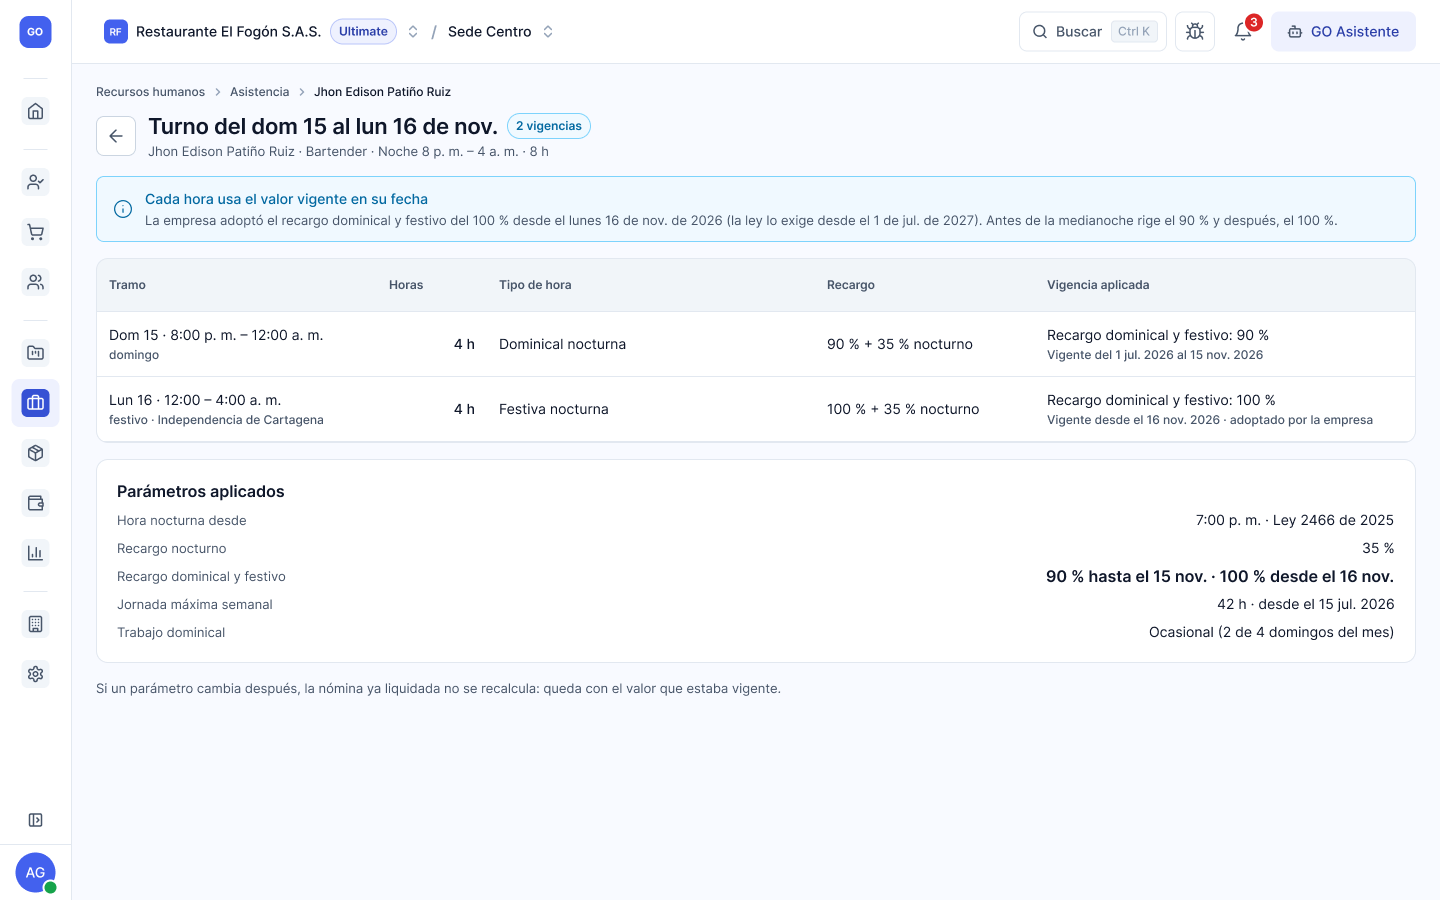 GO
RF Restaurante El Fogón S.A.S. Ultimate / Sede Centro
Buscar Ctrl K
3
GO Asistente
Recursos humanos > Asistencia > Jhon Edison Patiño Ruiz
Turno del dom 15 al lun 16 de nov. 2 vigencias
Jhon Edison Patiño Ruiz · Bartender · Noche 8 p. m. – 4 a. m. · 8 h
Cada hora usa el valor vigente en su fecha
La empresa adoptó el recargo dominical y festivo del 100 % desde el lunes 16 de nov. de 2026 (la ley lo exige desde el 1 de jul. de 2027). Antes de la medianoche rige el 90 % y después, el 100 %.
Tramo Horas Tipo de hora Recargo Vigencia aplicada
Dom 15 · 8:00 p. m. – 12:00 a. m. 4 h Dominical nocturna 90 % + 35 % nocturno Recargo dominical y festivo: 90 %
domingo Vigente del 1 jul. 2026 al 15 nov. 2026
Lun 16 · 12:00 – 4:00 a. m. 4 h Festiva nocturna 100 % + 35 % nocturno Recargo dominical y festivo: 100 %
festivo · Independencia de Cartagena Vigente desde el 16 nov. 2026 · adoptado por la empresa
Parámetros aplicados
Hora nocturna desde 7:00 p. m. · Ley 2466 de 2025
Recargo nocturno 35 %
Recargo dominical y festivo 90 % hasta el 15 nov. · 100 % desde el 16 nov.
Jornada máxima semanal 42 h · desde el 15 jul. 2026
Trabajo dominical Ocasional (2 de 4 domingos del mes)
Si un parámetro cambia después, la nómina ya liquidada no se recalcula: queda con el valor que estaba vigente.
AG